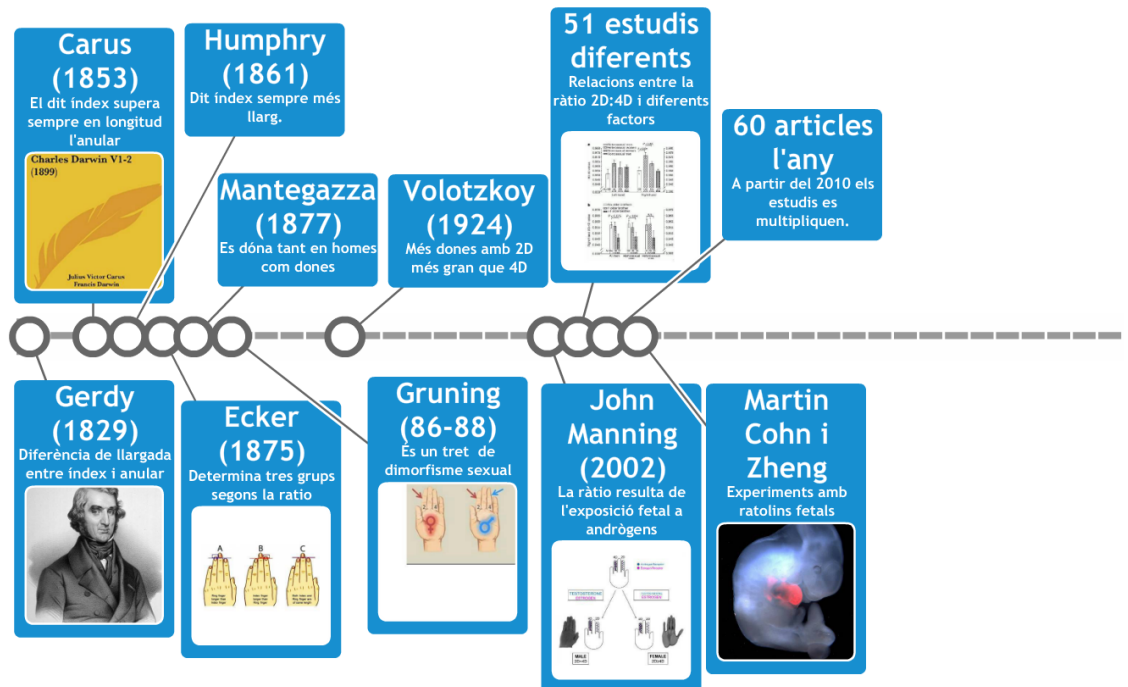 Carus
(1853)
El dit índex supera
sempre en longitud
l'anular
Charles Darwin V1-2
(1899)
Julius Victor Carus
Francis Darwin
Humphry
(1861)
Dit índex sempre més
llarg.
Mantegazza
(1877)
Es dóna tant en homes
com dones
Volotzkoy
(1924)
Més dones amb 2D
més gran que 4D
51 estudis
diferents
Relacions entre la
ràtio 2D:4D i diferents
factors
60 articles
l'any
A partir del 2010 els
estudis es
multipliquen.
Gerdy
(1829)
Diferència de llargada
entre índex i anular
Ecker
(1875)
Determina tres grups
segons la ratio
A B C
Gruning
(86-88)
És un tret de
dimorfisme sexual
John
Manning
(2002)
La ràtio resulta de
l'exposició fetal a
andrògens
MALE
FEMALE
Martin
Cohn i
Zheng
Experiments amb
ratolins fetals